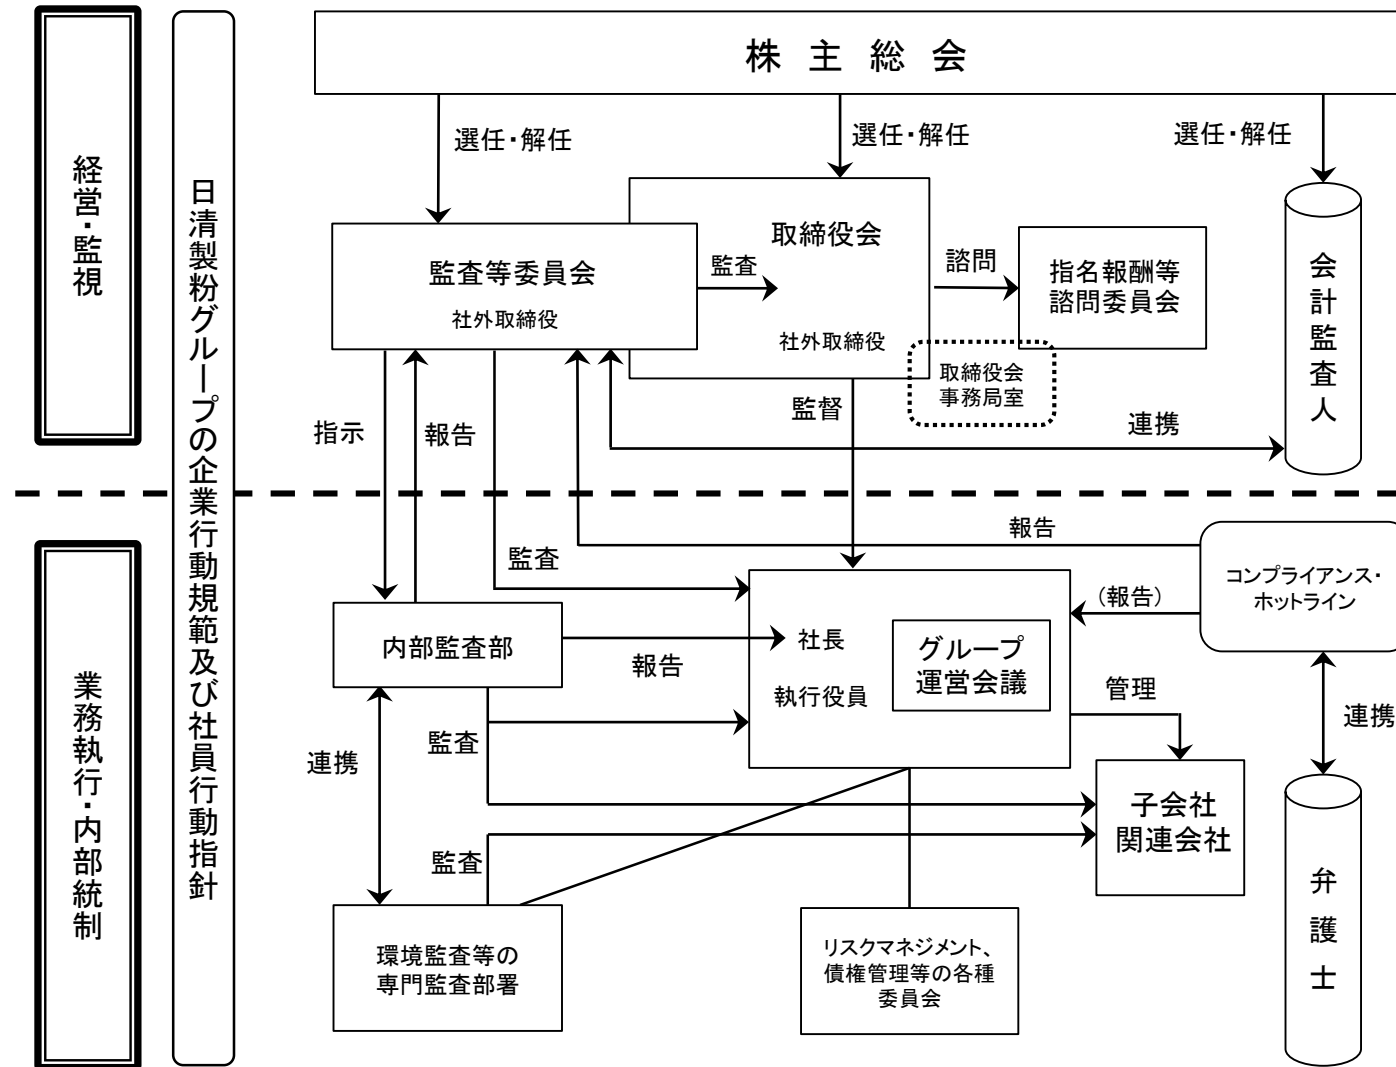 株主総会
選任・解任
選任・解任
選任・解任
経営・監視
日清製粉グループの企業行動規範及び社員行動指針
取締役会
社外取締役
監査等委員会
社外取締役
監査
諮問
指名報酬等
諮問委員会
会計監査人
取締役会
事務局室
監督
指示
報告
連携
報告
監査
コンプライアンス・
ホットライン
(報告)
業務執行・内部統制
内部監査部
報告
社長
執行役員
グループ
運営会議
管理
連携
監査
連携
子会社
関連会社
監査
弁護士
環境監査等の
専門監査部署
リスクマネジメント、
債権管理等の各種
委員会